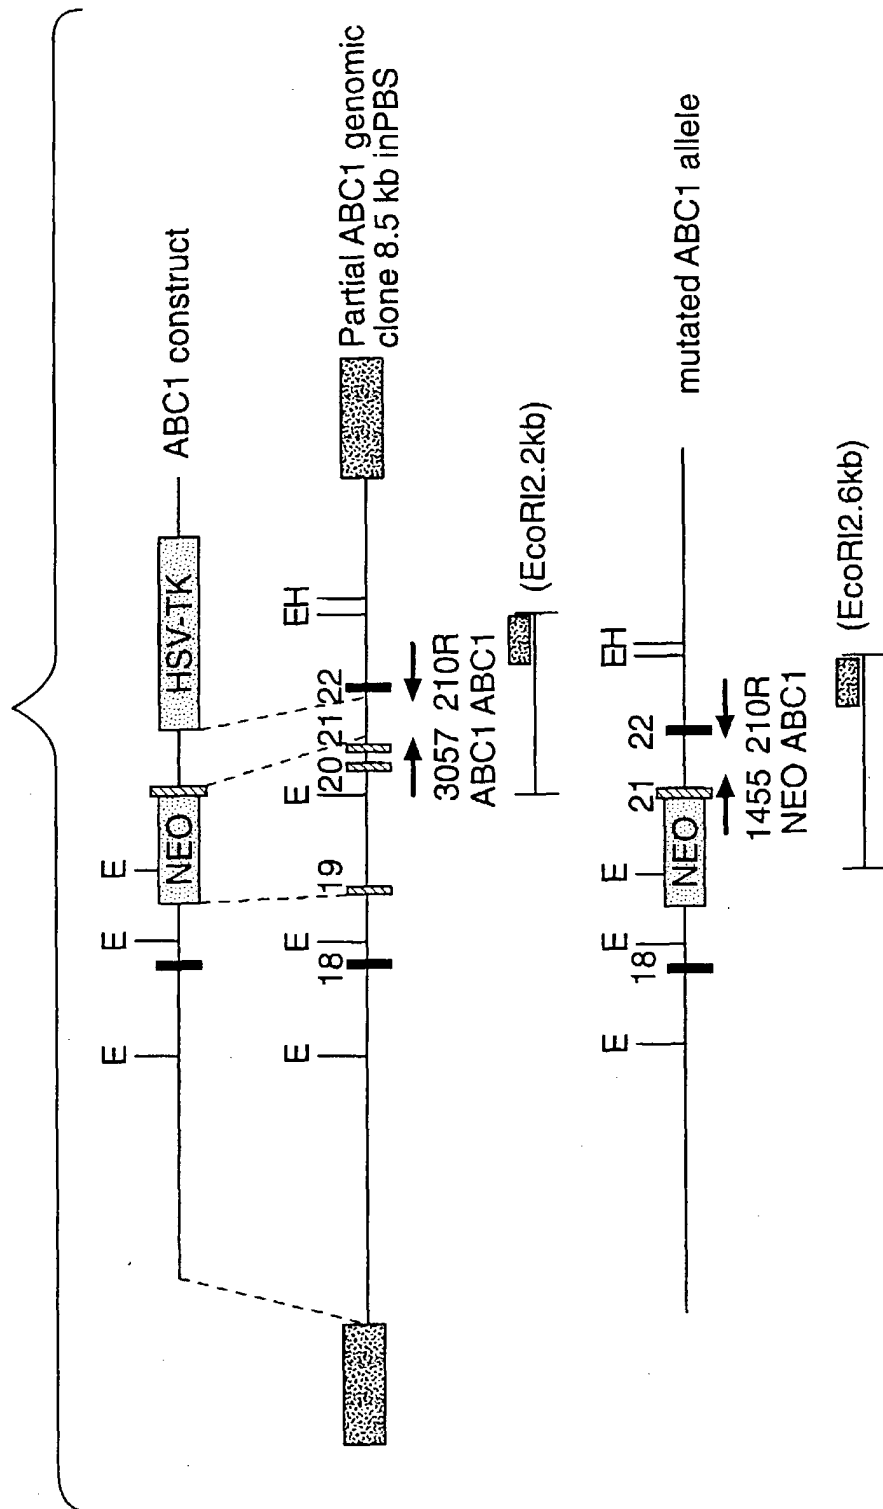 ABC1 construct
E
E
E
NEO
HSV-TK
Partial ABC1 genomic
clone 8.5 kb inPBS
E
18
E
19
E
20
21
22
EH
3057 210R
ABC1 ABC1
(EcoRI2.2kb)
mutated ABC1 allele
E
18
E
E
NEO
21
22
EH
1455 210R
NEO ABC1
(EcoRI2.6kb)